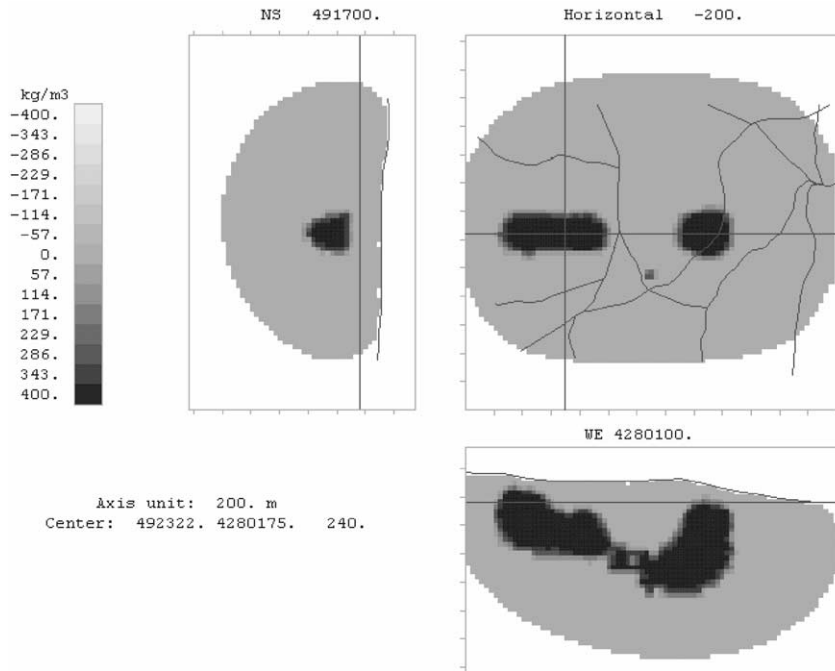 NS 491700.
Horizontal -200.
kg/m3
-400.
-343.
-286.
-229.
-171.
-114.
-57.
0.
57.
114.
171.
229.
286.
343.
400.
WE 4280100.
Axis unit: 200. m
Center: 492322. 4280175. 240.